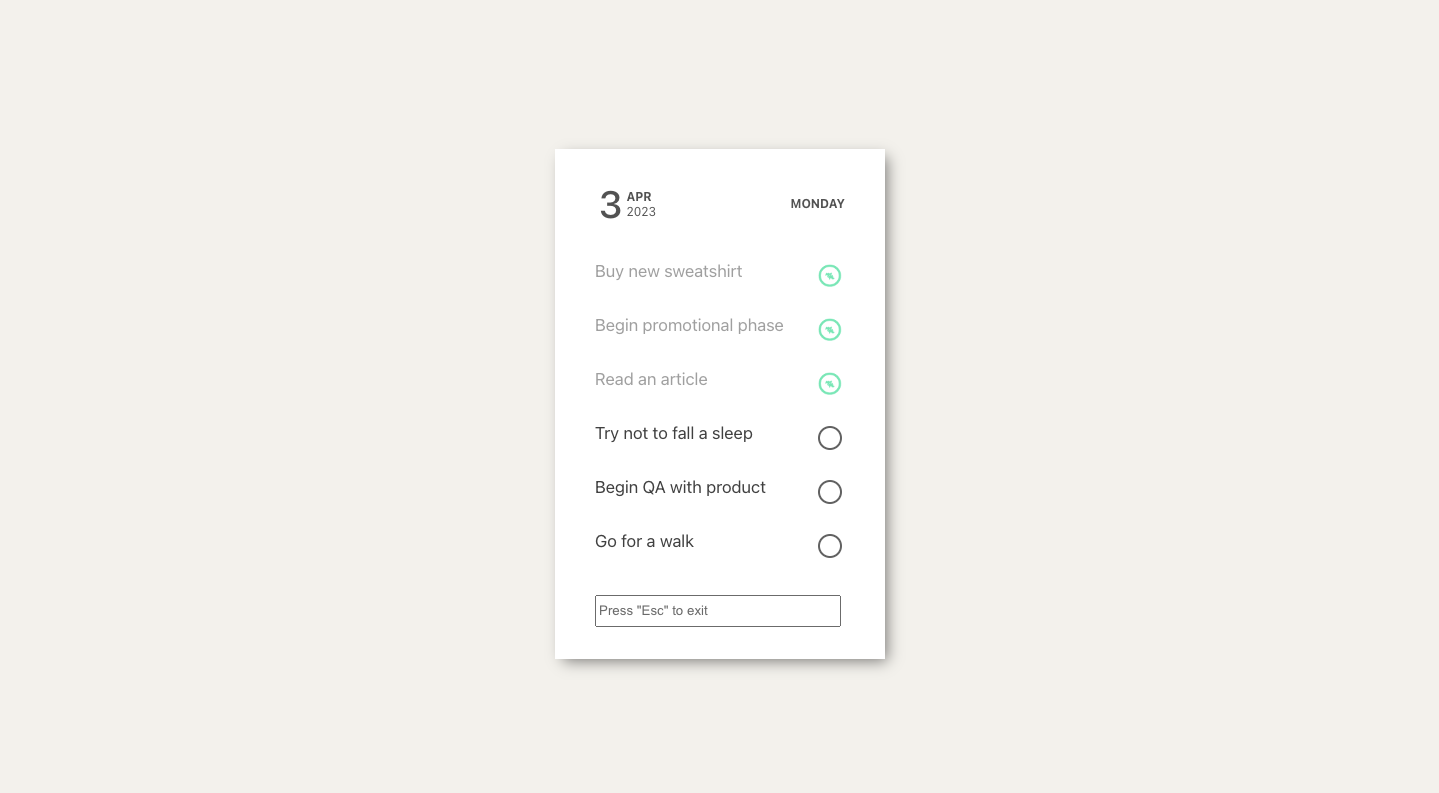 3 APR
2023
MONDAY
Buy new sweatshirt
Begin promotional phase
Read an article
Try not to fall a sleep
Begin QA with product
Go for a walk
Press "Esc" to exit